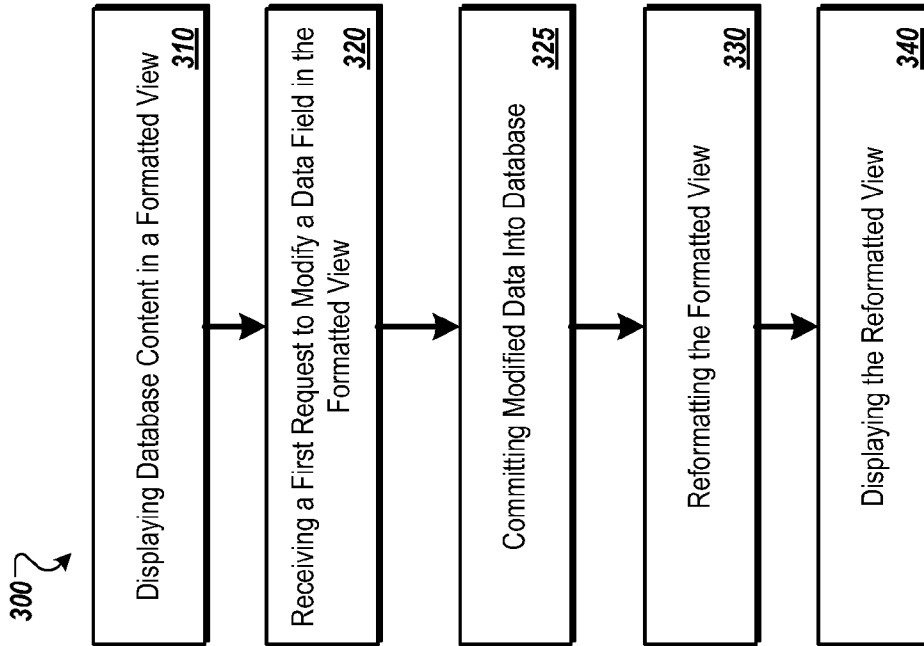 300
Displaying Database Content in a Formatted View
310
Receiving a First Request to Modify a Data Field in the
Formatted View
320
Committing Modified Data Into Database
325
Reformatting the Formatted View
330
Displaying the Reformatted View
340